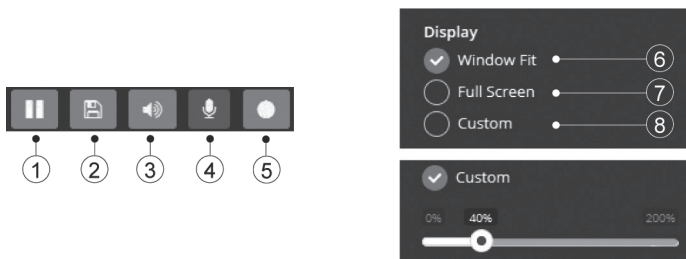 1 2 3 4 5
Display
Window Fit 6
Full Screen 7
Custom 8
Custom
0% 40% 200%